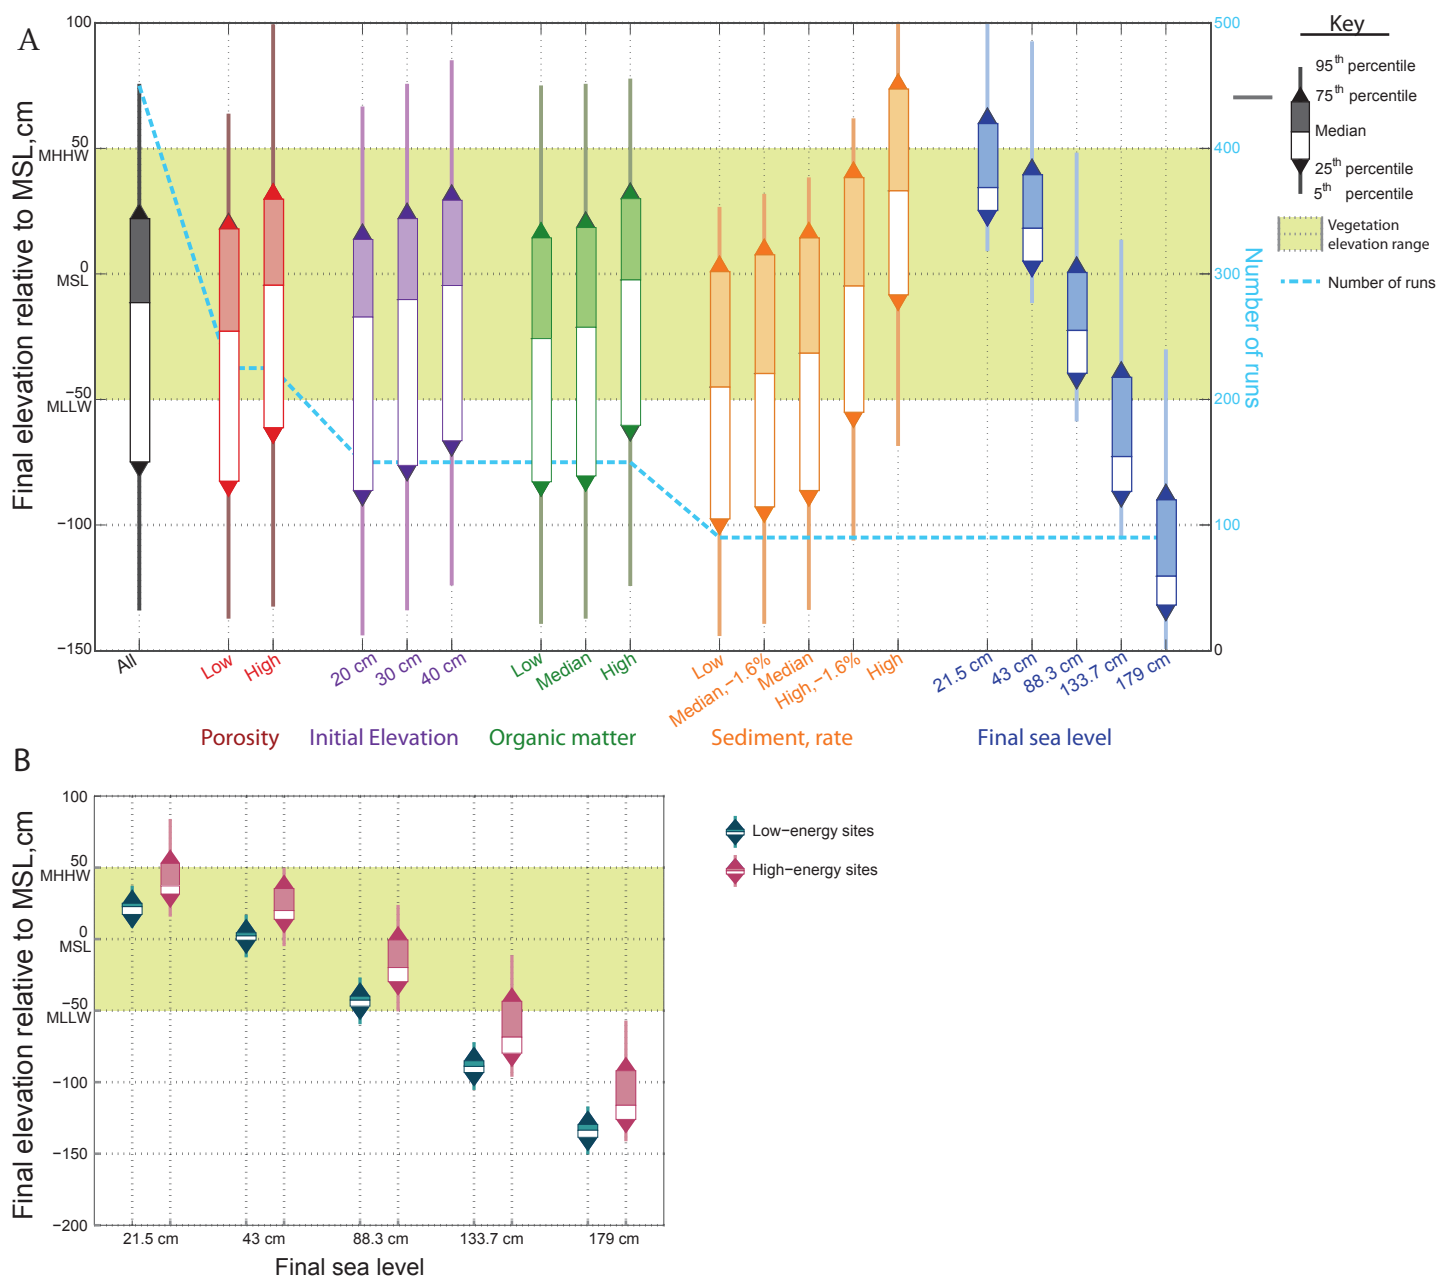 A
Final elevation relative to MSL,cm
100
50
MHHW
0
MSL
−50
MLLW
−100
−150
500
400
300
200
100
0
Number of runs
Key
95th percentile
75th percentile
Median
25th percentile
5th percentile
Vegetation
elevation range
Number of runs
All
Low
High
20 cm
30 cm
40 cm
Low
Median
High
Low
Median, −1.6%
Median
High, −1.6%
High
21.5 cm
43 cm
88.3 cm
133.7 cm
179 cm
Porosity
Initial Elevation
Organic matter
Sediment, rate
Final sea level
B
Final elevation relative to MSL,cm
100
50
MHHW
0
MSL
−50
MLLW
−100
−150
−200
21.5 cm
43 cm
88.3 cm
133.7 cm
179 cm
Final sea level
Low−energy sites
High−energy sites